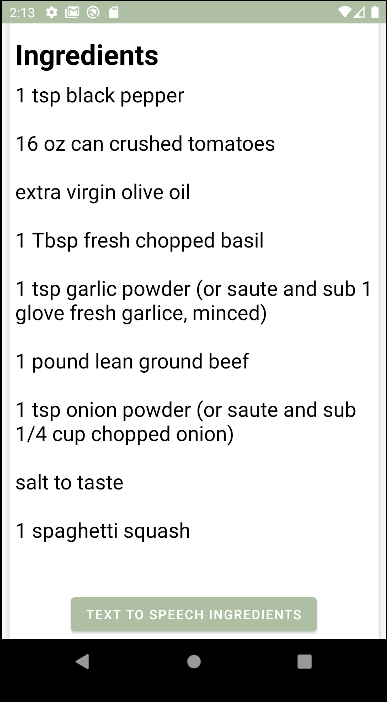 2:13
Ingredients
1 tsp black pepper
16 oz can crushed tomatoes
extra virgin olive oil
1 Tbsp fresh chopped basil
1 tsp garlic powder (or saute and sub 1
glove fresh garlice, minced)
1 pound lean ground beef
1 tsp onion powder (or saute and sub
1/4 cup chopped onion)
salt to taste
1 spaghetti squash
TEXT TO SPEECH INGREDIENTS